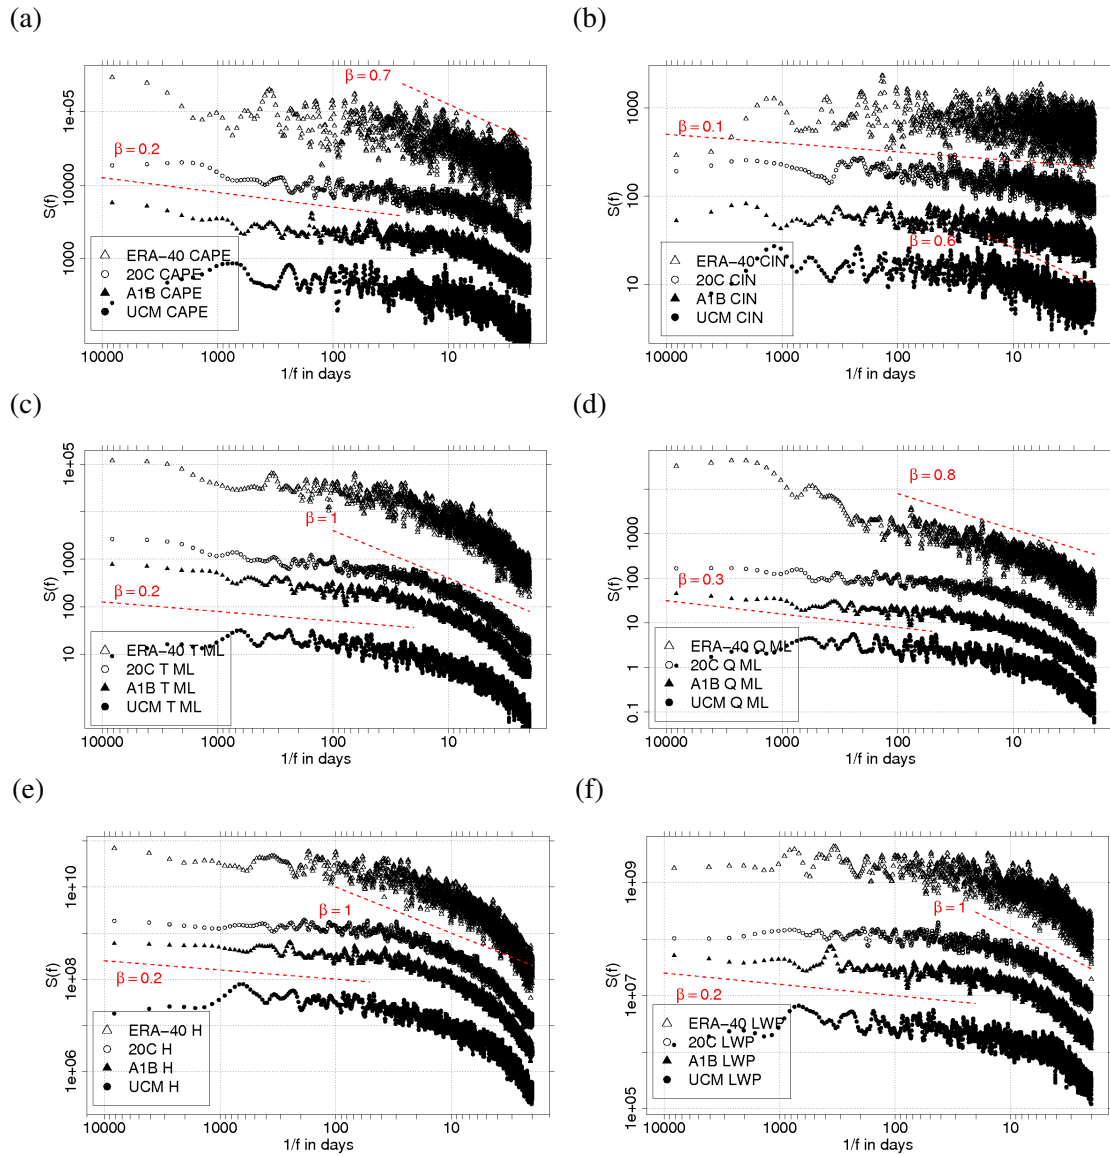 (a)
(b)
β=0.7
β=0.2
S(f)
1e+05
10000
1000
ERA−40 CAPE
20C CAPE
A1B CAPE
UCM CAPE
10000
1000
100
10
1/f in days
β=0.1
β=0.6
S(f)
1000
100
10
ERA−40 CIN
20C CIN
A1B CIN
UCM CIN
10000
1000
100
10
1/f in days
(c)
(d)
β=1
β=0.2
S(f)
1e+05
1000
100
10
ERA−40 T ML
20C T ML
A1B T ML
UCM T ML
10000
1000
100
10
1/f in days
β=0.8
β=0.3
S(f)
1000
100
10
1
0.1
ERA−40 Q ML
20C Q ML
A1B Q ML
UCM Q ML
10000
1000
100
10
1/f in days
(e)
(f)
β=1
β=0.2
S(f)
1e+10
1e+08
1e+06
ERA−40 H
20C H
A1B H
UCM H
10000
1000
100
10
1/f in days
β=1
β=0.2
S(f)
1e+09
1e+07
1e+05
ERA−40 LWP
20C LWP
A1B LWP
UCM LWP
10000
1000
100
10
1/f in days